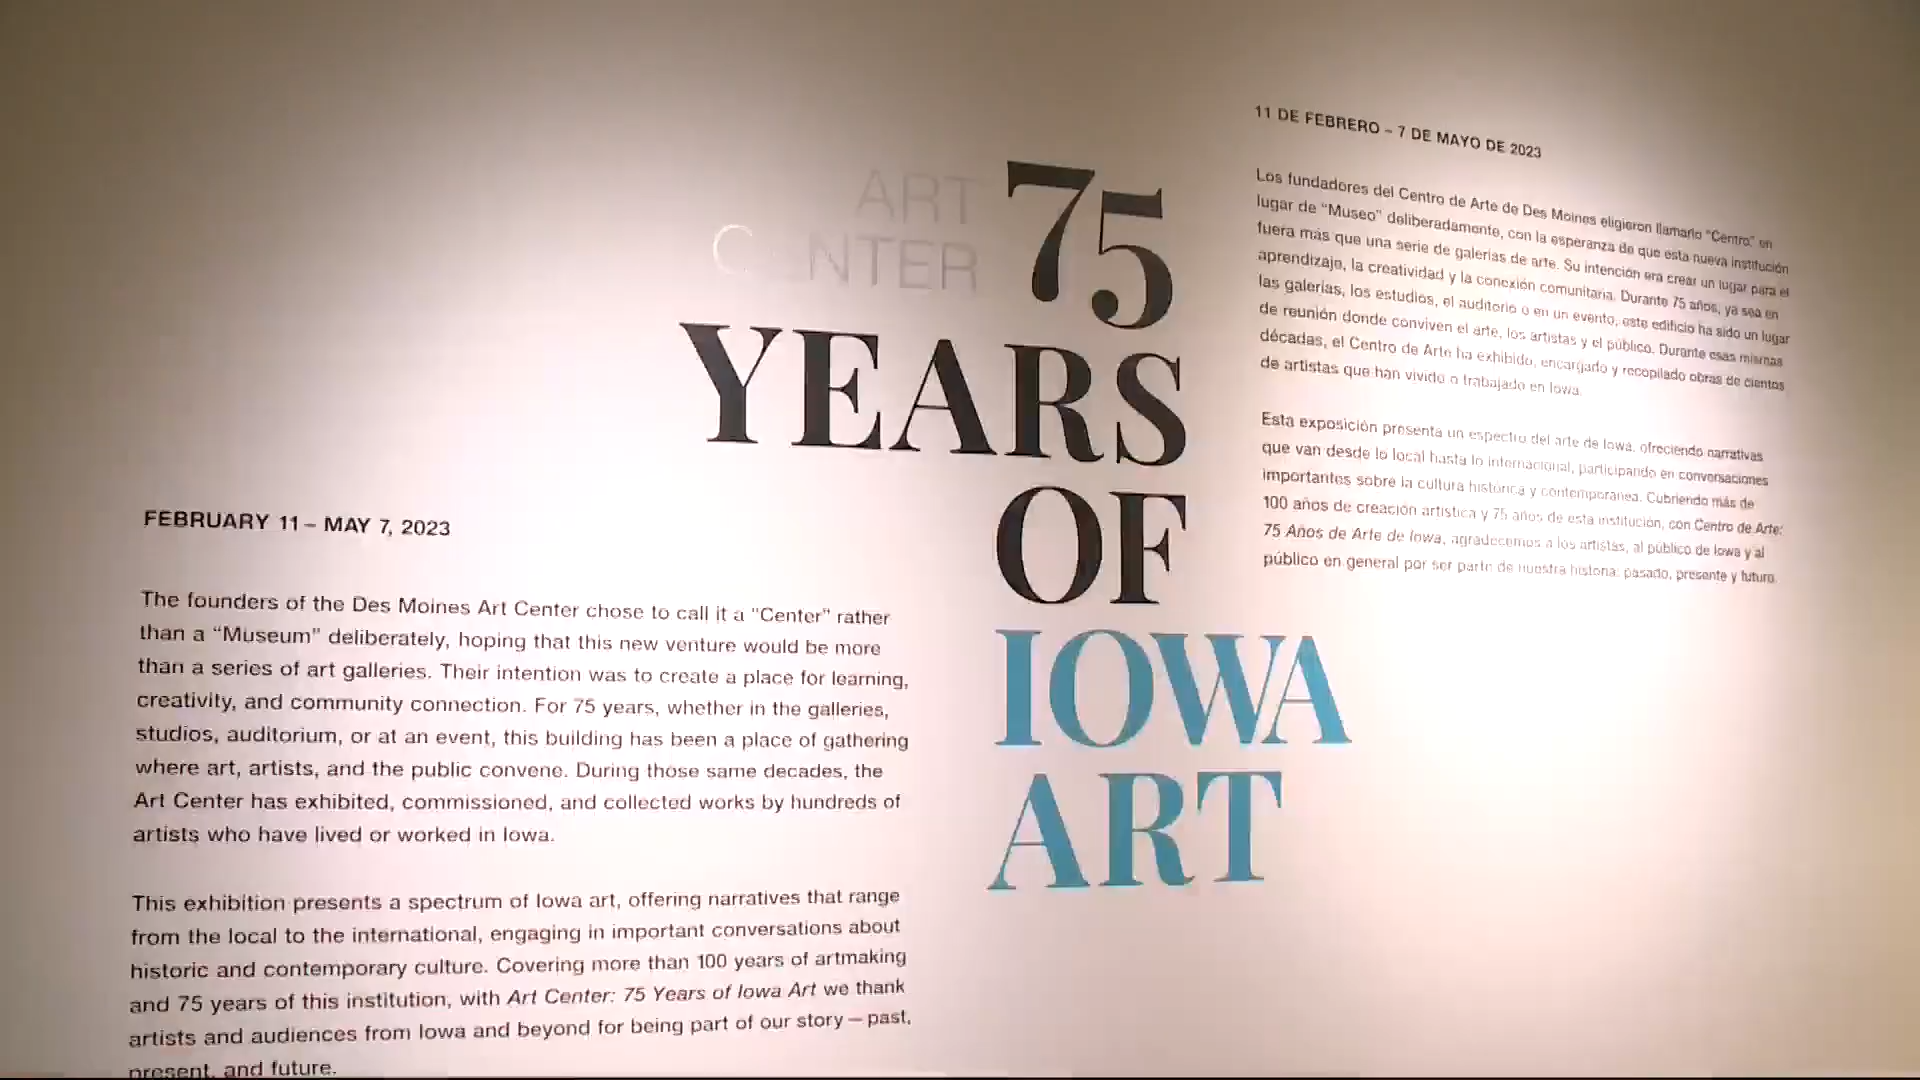 ART
CENTER
75
YEARS
OF
IOWA
ART
FEBRUARY 11 – MAY 7, 2023
The founders of the Des Moines Art Center chose to call it a "Center" rather
than a “Museum” deliberately, hoping that this new venture would be more
than a series of art galleries. Their intention was to create a place for learning,
creativity, and community connection. For 75 years, whether in the galleries,
studios, auditorium, or at an event, this building has been a place of gathering
where art, artists, and the public convene. During those same decades, the
Art Center has exhibited, commissioned, and collected works by hundreds of
artists who have lived or worked in Iowa.
This exhibition presents a spectrum of Iowa art, offering narratives that range
from the local to the international, engaging in important conversations about
historic and contemporary culture. Covering more than 100 years of artmaking
and 75 years of this institution, with Art Center: 75 Years of Iowa Art we thank
artists and audiences from Iowa and beyond for being part of our story – past,
present, and future.
11 DE FEBRERO – 7 DE MAYO DE 2023
Los fundadores del Centro de Arte de Des Moines eligieron llamarlo "Centro," en
lugar de "Museo" deliberadamente, con la esperanza de que esta nueva institución
fuera más que una serie de galerías de arte. Su intención era crear un lugar para el
aprendizaje, la creatividad y la conexión comunitaria. Durante 75 años, ya sea en
las galerías, los estudios, el auditorio o en un evento, este edificio ha sido un lugar
de reunión donde conviven el arte, los artistas y el público. Durante esas mismas
décadas, el Centro de Arte ha exhibido, encargado y recopilado obras de cientos
de artistas que han vivido o trabajado en Iowa.
Esta exposición presenta un espectro del arte de Iowa, ofreciendo narrativas
que van desde lo local hasta lo internacional, participando en conversaciones
importantes sobre la cultura histórica y contemporánea. Cubriendo más de
100 años de creación artística y 75 años de esta institución, con Centro de Arte:
75 Años de Arte de Iowa, agradecemos a los artistas, al público de Iowa y al
público en general por ser parte de nuestra historia: pasado, presente y futuro.